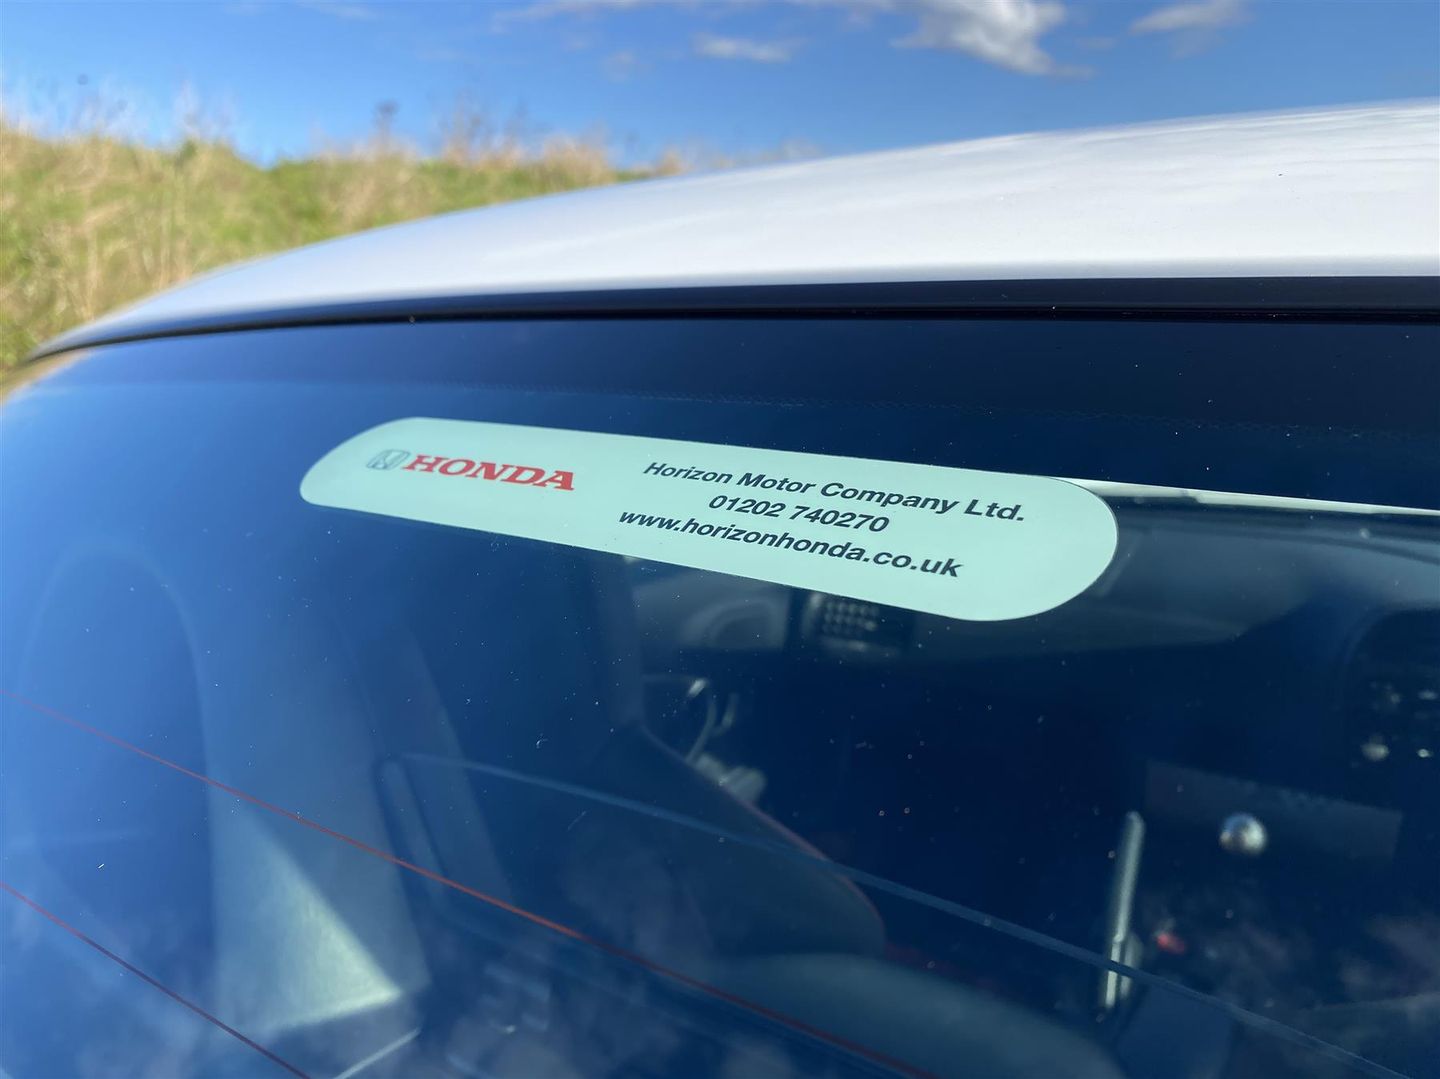 HONDA
Horizon Motor Company Ltd.
01202 740270
www.horizonhonda.co.uk